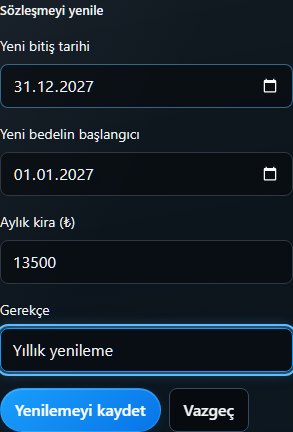 Sözleşmeyi yenile
Yeni bitiş tarihi
31.12.2027
Yeni bedelin başlangıcı
01.01.2027
Aylık kira (₺)
13500
Gerekçe
Yıllık yenileme
Yenilemeyi kaydet
Vazgeç